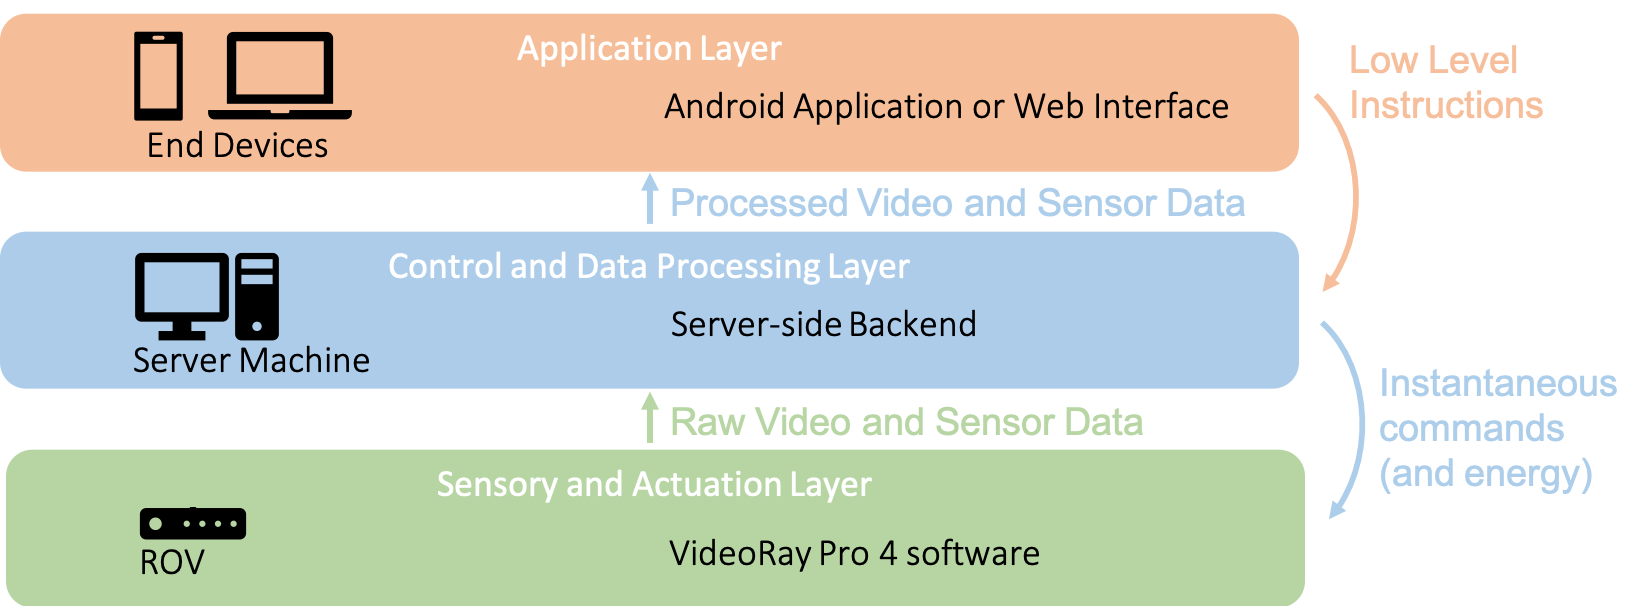 Application Layer
Low Level
Instructions
Android Application or Web Interface
End Devices
Processed Video and Sensor Data
Control and Data Processing Layer
Server-side Backend
Server Machine
Instantaneous
commands
(and energy)
Raw Video and Sensor Data
Sensory and Actuation Layer
VideoRay Pro 4 software
ROV